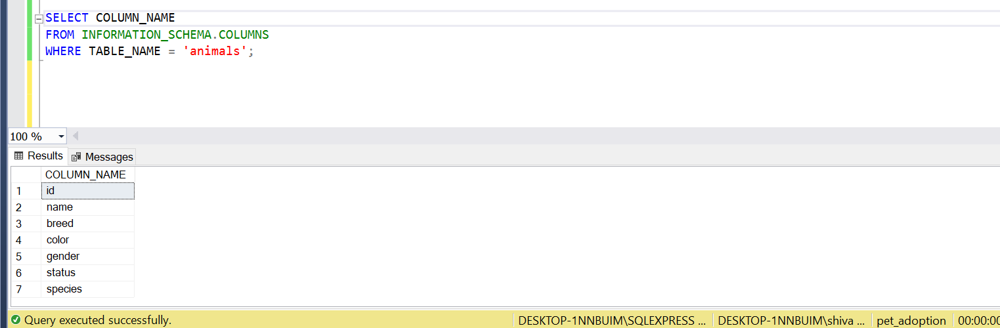 SELECT COLUMN_NAME
FROM INFORMATION_SCHEMA.COLUMNS
WHERE TABLE_NAME = 'animals';
100 %
Results Messages
COLUMN_NAME
1 id
2 name
3 breed
4 color
5 gender
6 status
7 species
Query executed successfully. DESKTOP-1NNBUIM\SQLEXPRESS ... DESKTOP-1NNBUIM\shiva ... pet_adoption 00:00:00